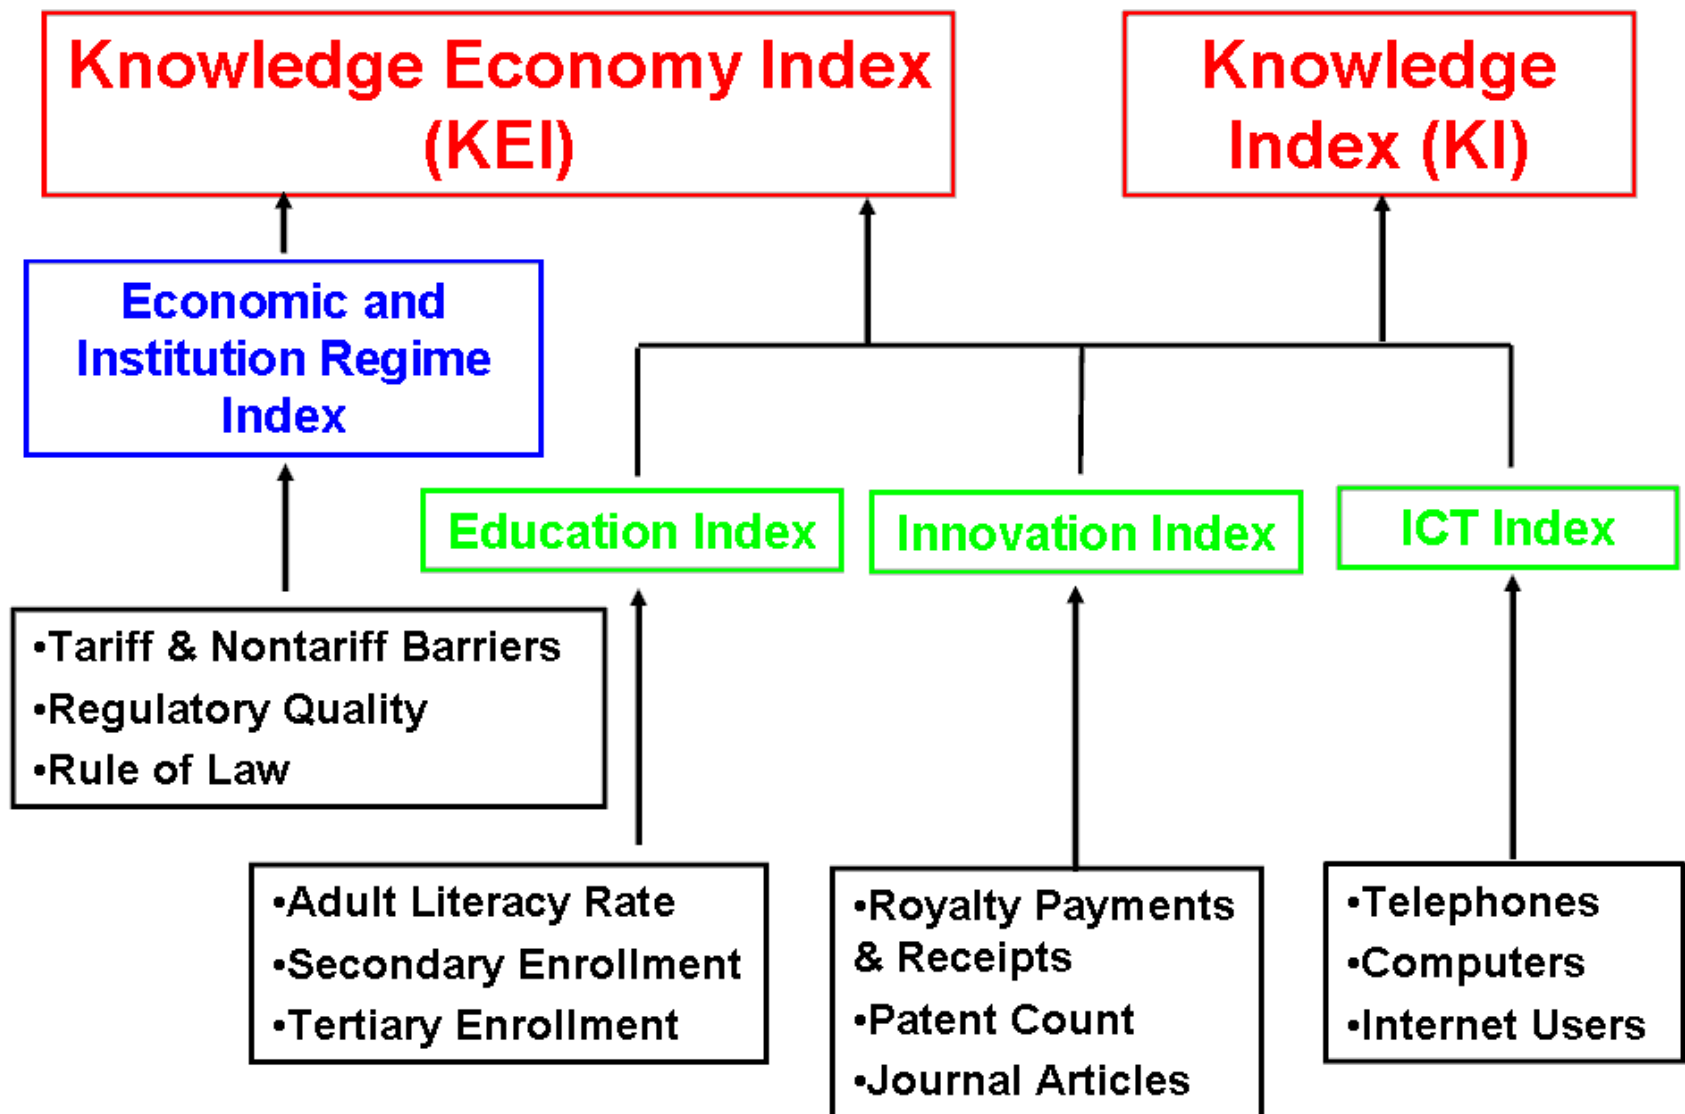 Knowledge Economy Index
(KEI)
Knowledge
Index (KI)
Economic and
Institution Regime
Index
Education Index
Innovation Index
ICT Index
•Tariff & Nontariff Barriers
•Regulatory Quality
•Rule of Law
•Adult Literacy Rate
•Secondary Enrollment
•Tertiary Enrollment
•Royalty Payments
& Receipts
•Patent Count
•Journal Articles
•Telephones
•Computers
•Internet Users